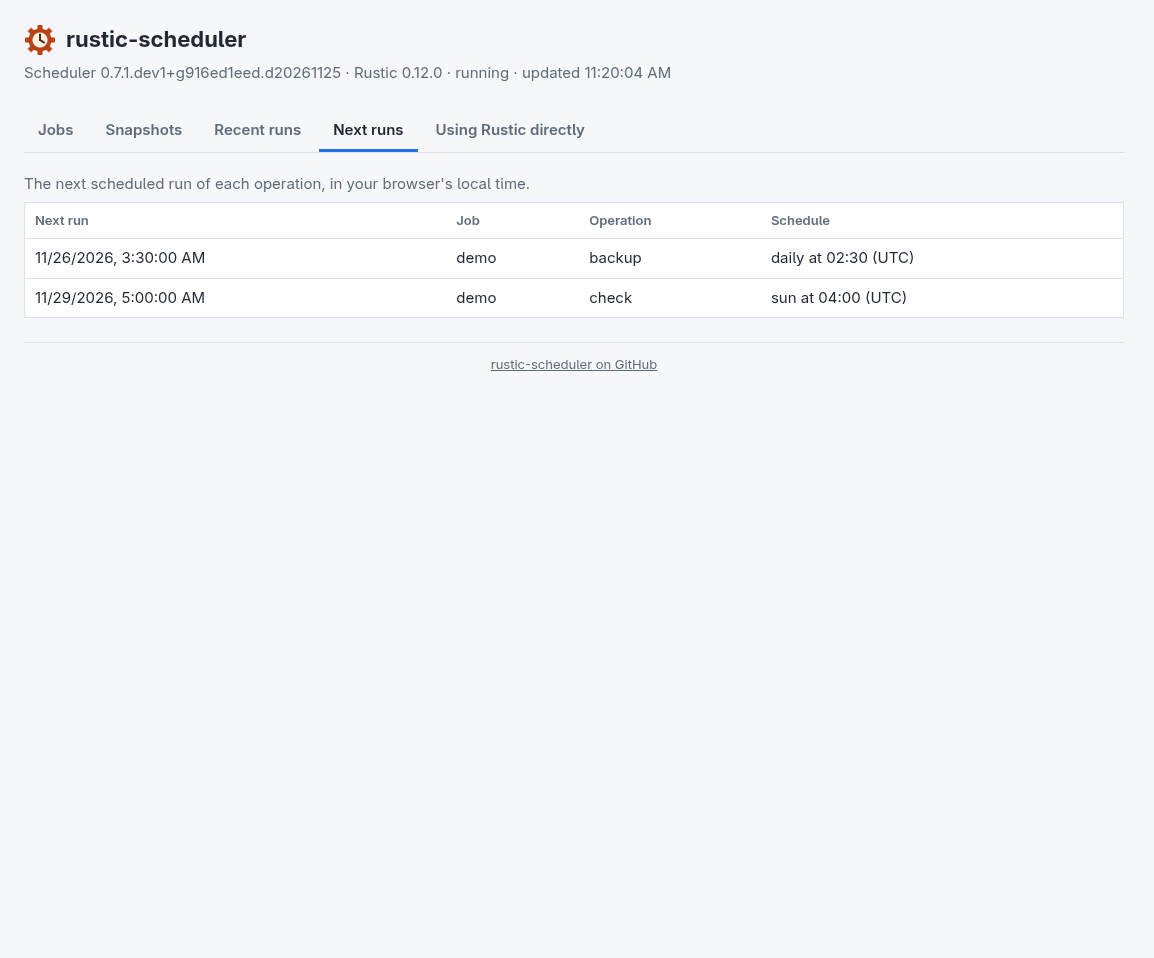 rustic-scheduler
Scheduler 0.7.1.dev1+g916ed1eed.d20261125 · Rustic 0.12.0 · running · updated 11:20:04 AM
Jobs Snapshots Recent runs Next runs Using Rustic directly
The next scheduled run of each operation, in your browser's local time.
Next run Job Operation Schedule
11/26/2026, 3:30:00 AM demo backup daily at 02:30 (UTC)
11/29/2026, 5:00:00 AM demo check sun at 04:00 (UTC)
rustic-scheduler on GitHub